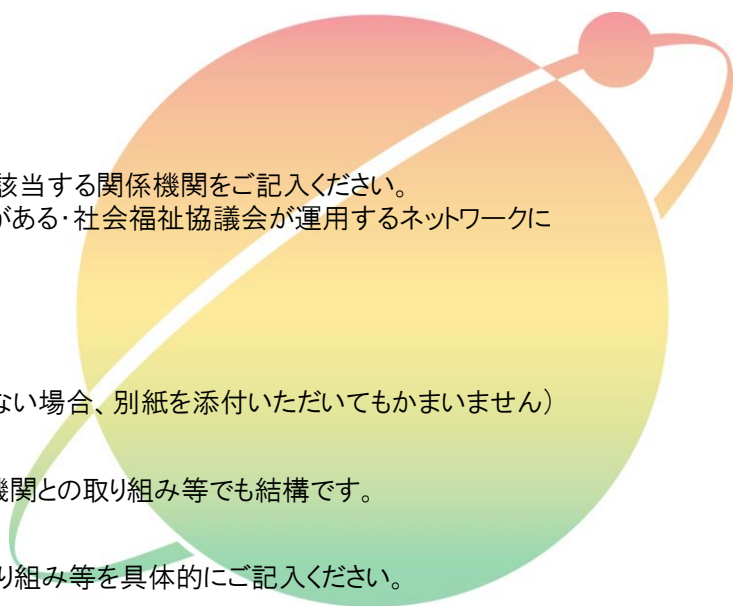 該当する関係機関をご記入ください。
がある・社会福祉協議会が運用するネットワークに
ない場合、別紙を添付いただいてもかまいません）
機関との取り組み等でも結構です。
り組み等を具体的にご記入ください。